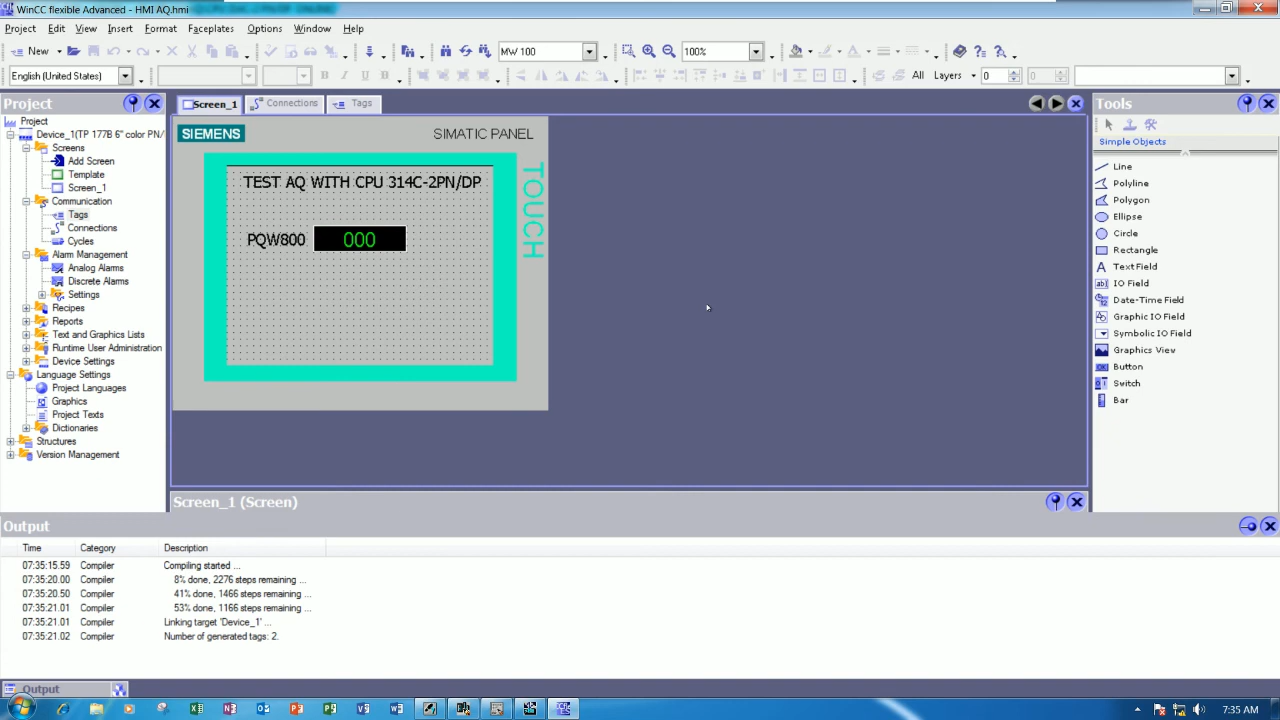 WinCC flexible Advanced - HMI AQ.hmi
Project Edit View Insert Format Faceplates Options Window Help
New MW 100 100%
English (United States) All Layers 0 0
Project
Project
Device_1(TP 177B 6" color PN/
Screens
Add Screen
Template
Screen_1
Communication
Tags
Connections
Cycles
Alarm Management
Analog Alarms
Discrete Alarms
Settings
Recipes
Reports
Text and Graphics Lists
Runtime User Administration
Device Settings
Language Settings
Project Languages
Graphics
Project Texts
Dictionaries
Structures
Version Management
Screen_1 Connections Tags
SIEMENS SIMATIC PANEL
TOUCH
TEST AQ WITH CPU 314C-2PN/DP
PQW800 000
Screen_1 (Screen)
Tools
Simple Objects
Line
Polyline
Polygon
Ellipse
Circle
Rectangle
Text Field
IO Field
Date-Time Field
Graphic IO Field
Symbolic IO Field
Graphics View
Button
Switch
Bar
Output
Time Category Description
07:35:15.59 Compiler Compiling started ...
07:35:20.00 Compiler 8% done, 2276 steps remaining ...
07:35:20.50 Compiler 41% done, 1466 steps remaining ...
07:35:21.01 Compiler 53% done, 1166 steps remaining ...
07:35:21.01 Compiler Linking target 'Device_1' ...
07:35:21.02 Compiler Number of generated tags: 2.
Output
7:35 AM